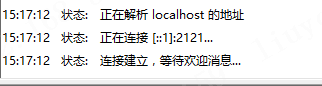 15:17:12 状态: 正在解析 localhost 的地址
15:17:12 状态: 正在连接 [::1]:2121...
15:17:12 状态: 连接建立，等待欢迎消息...